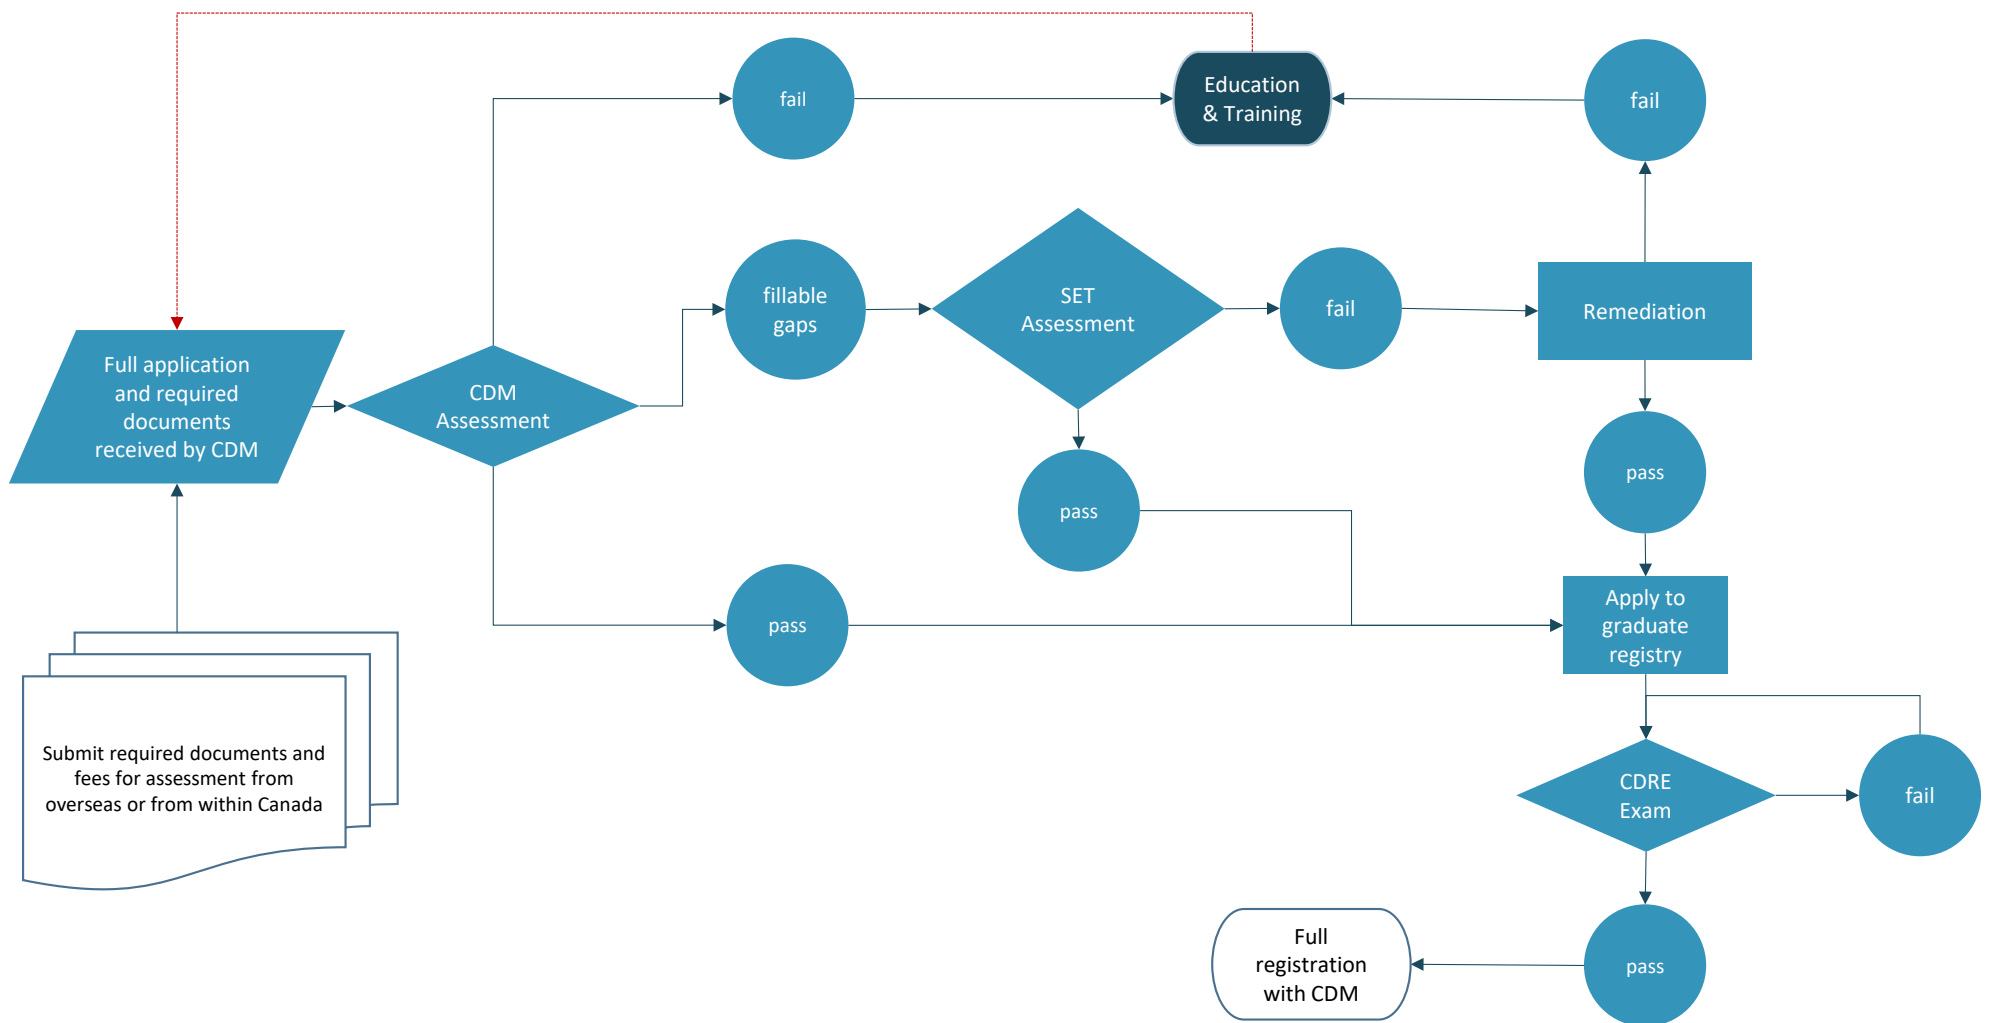 fail
Education
& Training
fail
fillable
gaps
SET
Assessment
fail
Remediation
Full application
and required
documents
received by CDM
CDM
Assessment
pass
pass
pass
Apply to
graduate
registry
Submit required documents and
fees for assessment from
overseas or from within Canada
CDRE
Exam
fail
Full
registration
with CDM
pass